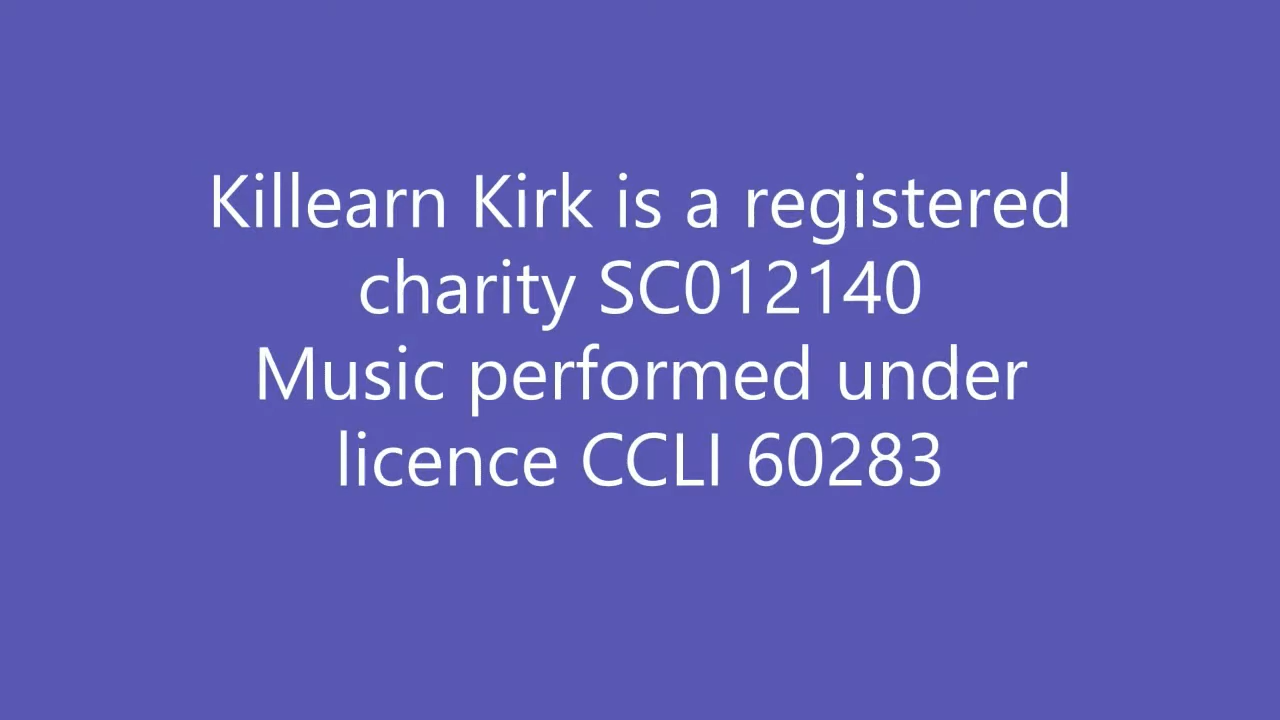 Killearn Kirk is a registered
charity SC012140
Music performed under
licence CCLI 60283